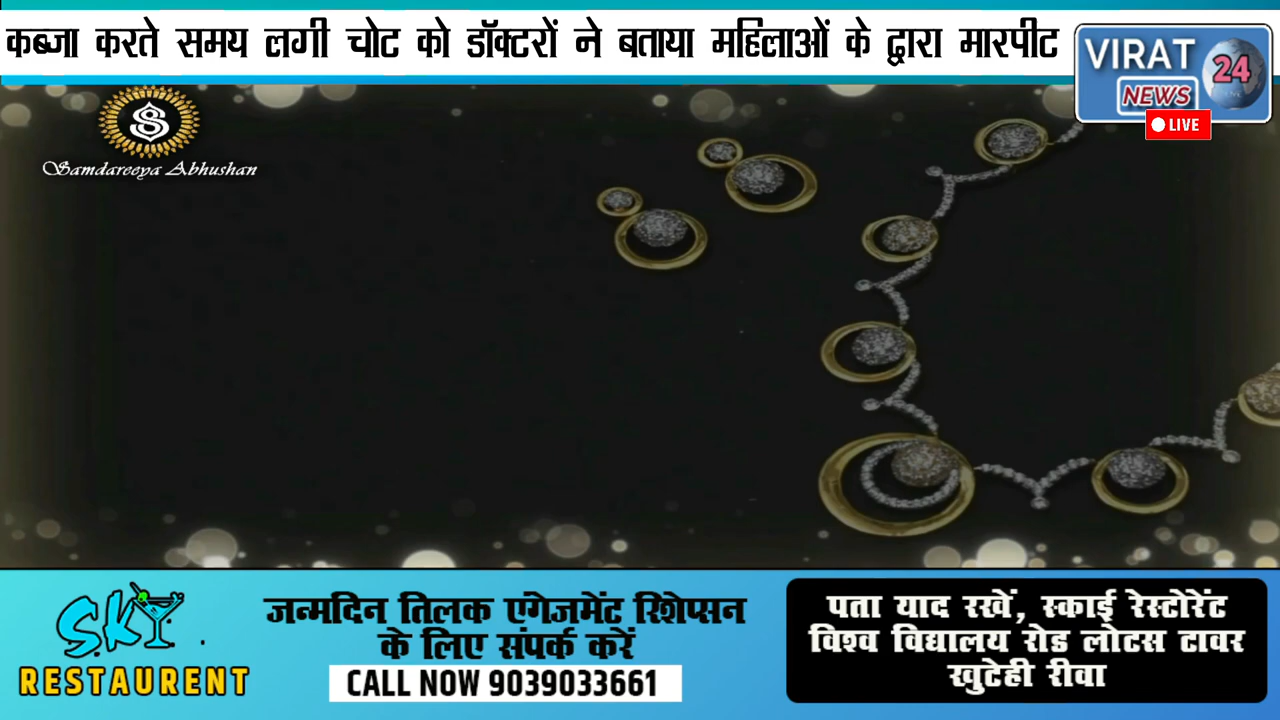 कब्जा करते समय लगी चोट को डॉक्टरों ने बताया महिलाओं के द्वारा मारपीट
VIRAT
24
NEWS
LIVE
S
Samdareeya Abhushan
SKY
RESTAURENT
जन्मदिन तिलक एंगेजमेंट रिशेप्सन
के लिए संपर्क करें
CALL NOW 9039033661
पता याद रखें, स्काई रेस्टोरेंट
विश्व विद्यालय रोड लोटस टावर
खुटेही रीवा